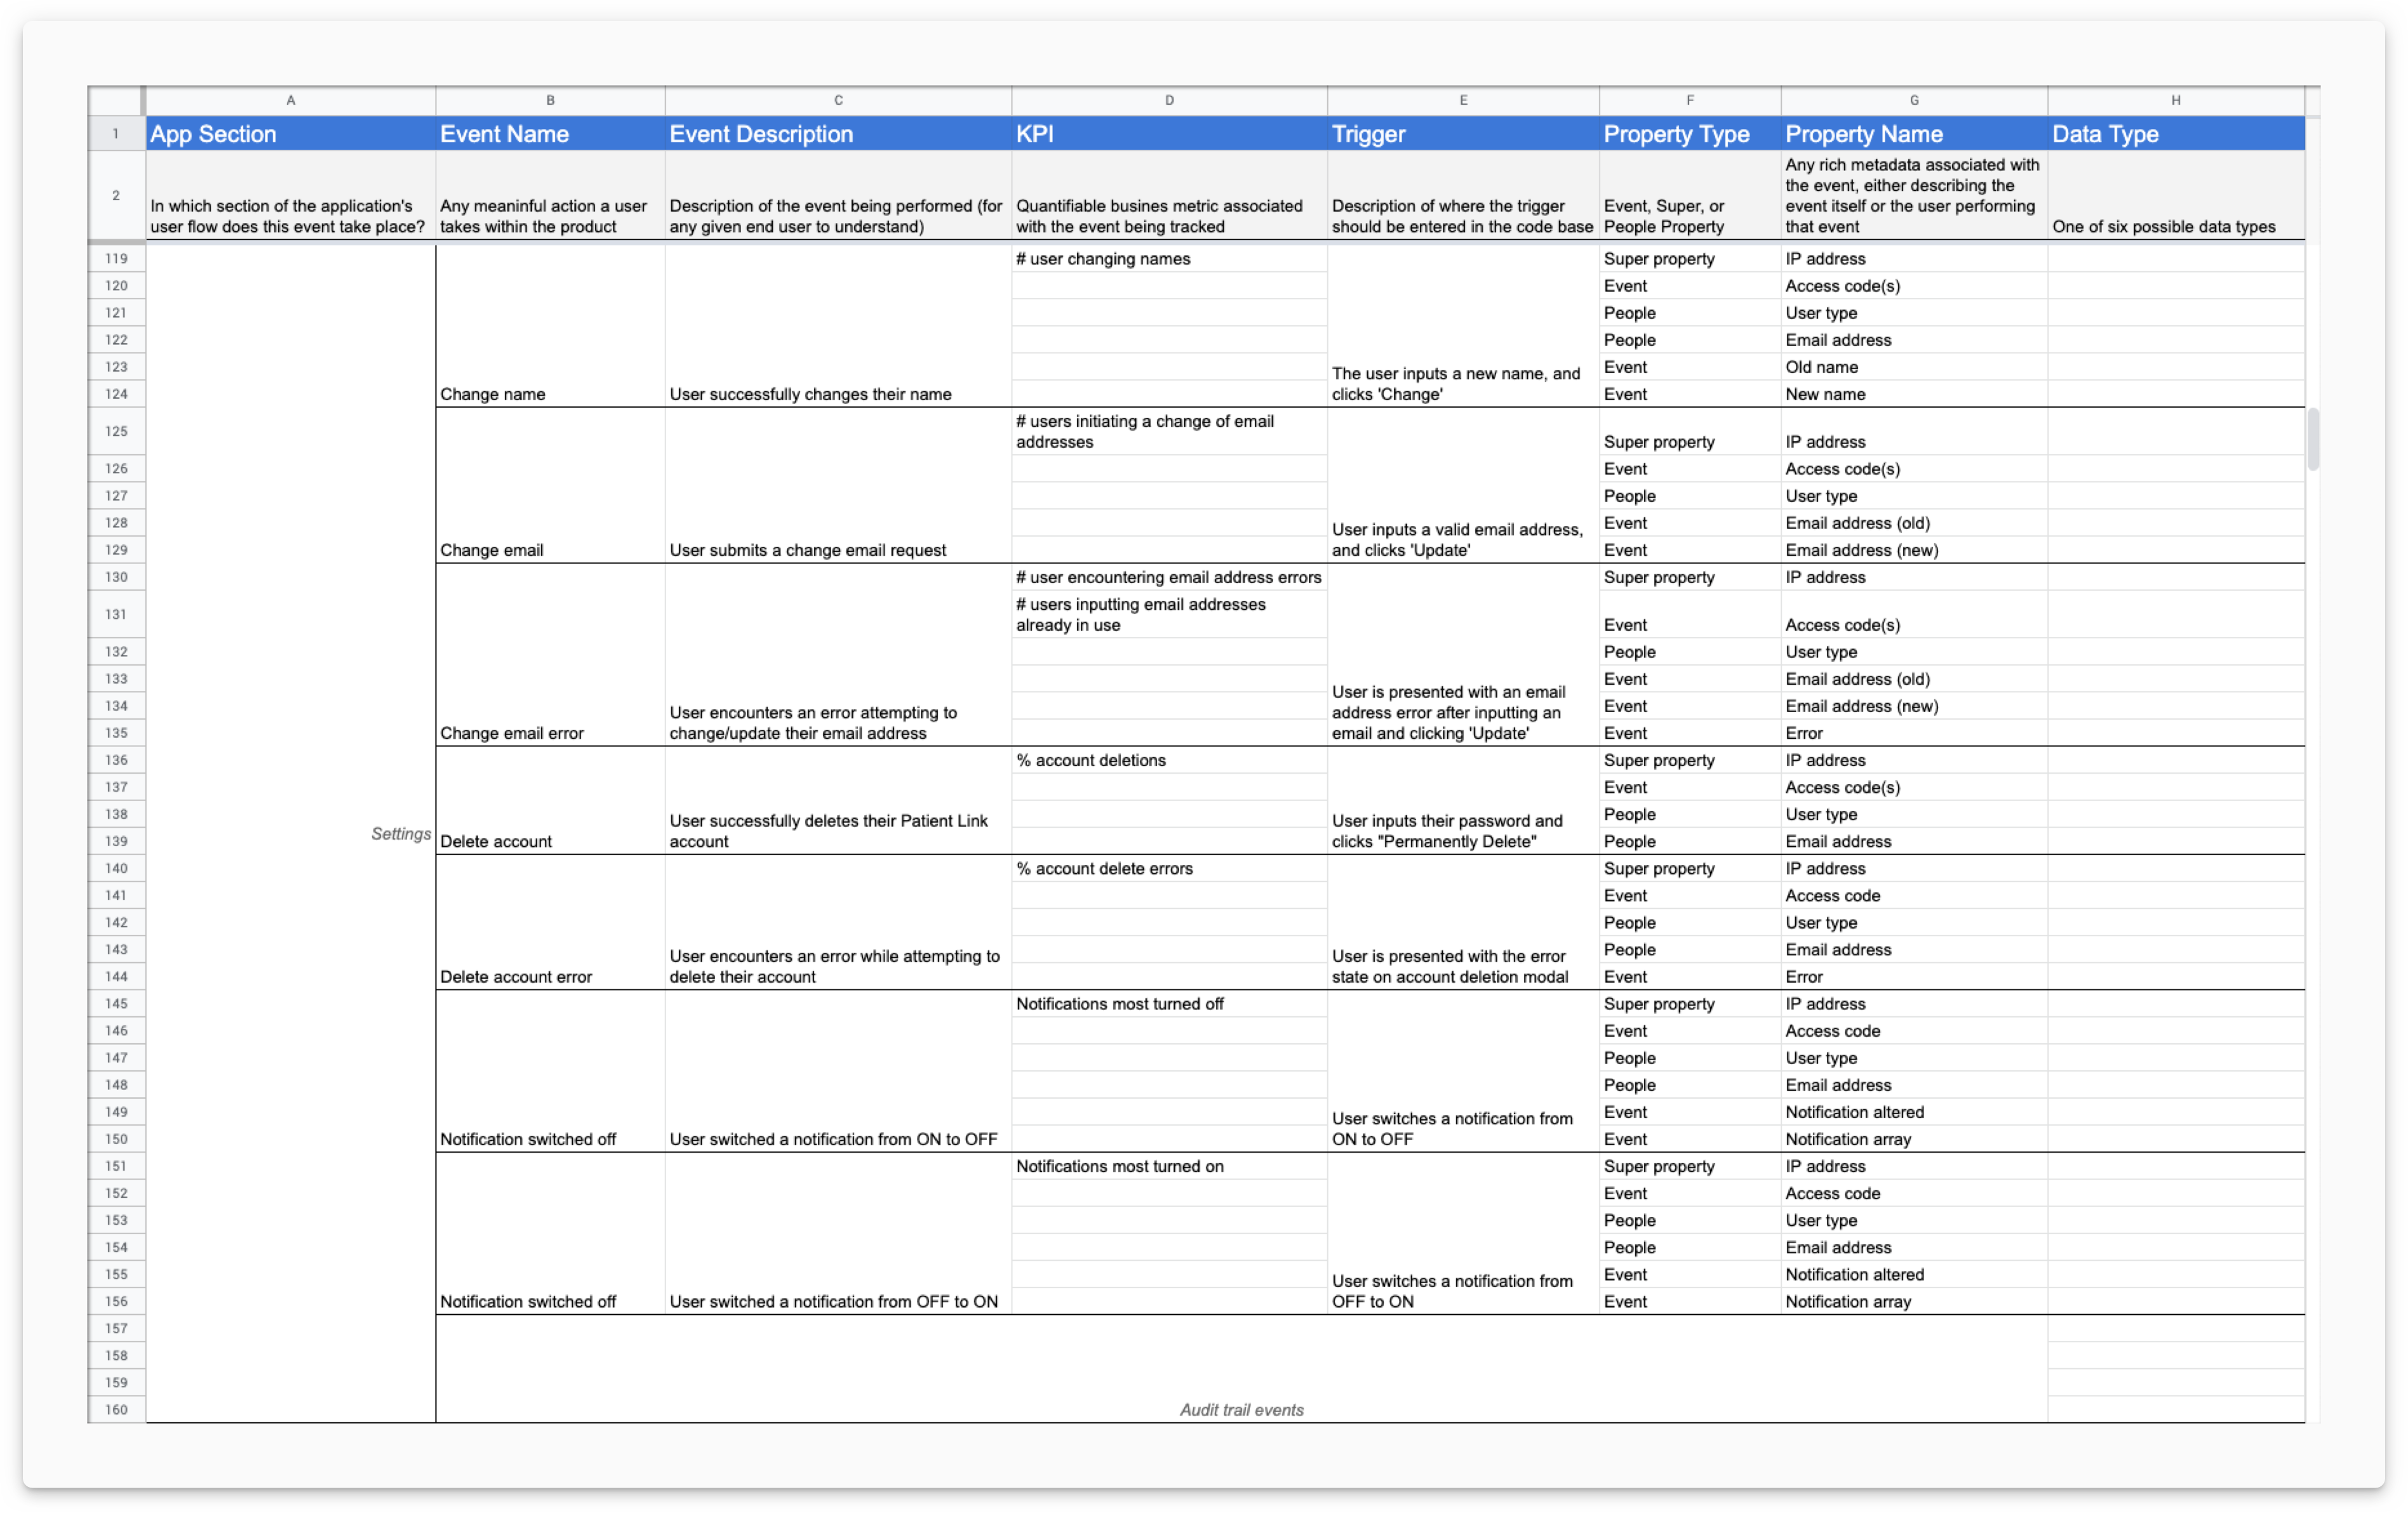 A B C D E F G H
1 App Section Event Name Event Description KPI Trigger Property Type Property Name Data Type
2 In which section of the application's user flow does this event take place? Any meaninful action a user takes within the product Description of the event being performed (for any given end user to understand) Quantifiable busines metric associated with the event being tracked Description of where the trigger should be entered in the code base Event, Super, or People Property Any rich metadata associated with the event, either describing the event itself or the user performing that event One of six possible data types
119 # user changing names Super property IP address
120 Event Access code(s)
121 People User type
122 People Email address
123 Event Old name
124 Change name User successfully changes their name The user inputs a new name, and clicks 'Change' Event New name
125 # users initiating a change of email addresses Super property IP address
126 Event Access code(s)
127 People User type
128 Event Email address (old)
129 Change email User submits a change email request User inputs a valid email address, and clicks 'Update' Event Email address (new)
130 # user encountering email address errors Super property IP address
131 # users inputting email addresses already in use Event Access code(s)
132 People User type
133 Event Email address (old)
134 Event Email address (new)
135 Change email error User encounters an error attempting to change/update their email address User is presented with an email address error after inputting an email and clicking 'Update' Event Error
136 % account deletions Super property IP address
137 Event Access code(s)
138 People User type
139 Settings Delete account User successfully deletes their Patient Link account User inputs their password and clicks "Permanently Delete" People Email address
140 % account delete errors Super property IP address
141 Event Access code
142 People User type
143 People Email address
144 Delete account error User encounters an error while attempting to delete their account User is presented with the error state on account deletion modal Event Error
145 Notifications most turned off Super property IP address
146 Event Access code
147 People User type
148 People Email address
149 Event Notification altered
150 Notification switched off User switched a notification from ON to OFF User switches a notification from ON to OFF Event Notification array
151 Notifications most turned on Super property IP address
152 Event Access code
153 People User type
154 People Email address
155 Event Notification altered
156 Notification switched off User switched a notification from OFF to ON User switches a notification from OFF to ON Event Notification array
157
158
159
160 Audit trail events